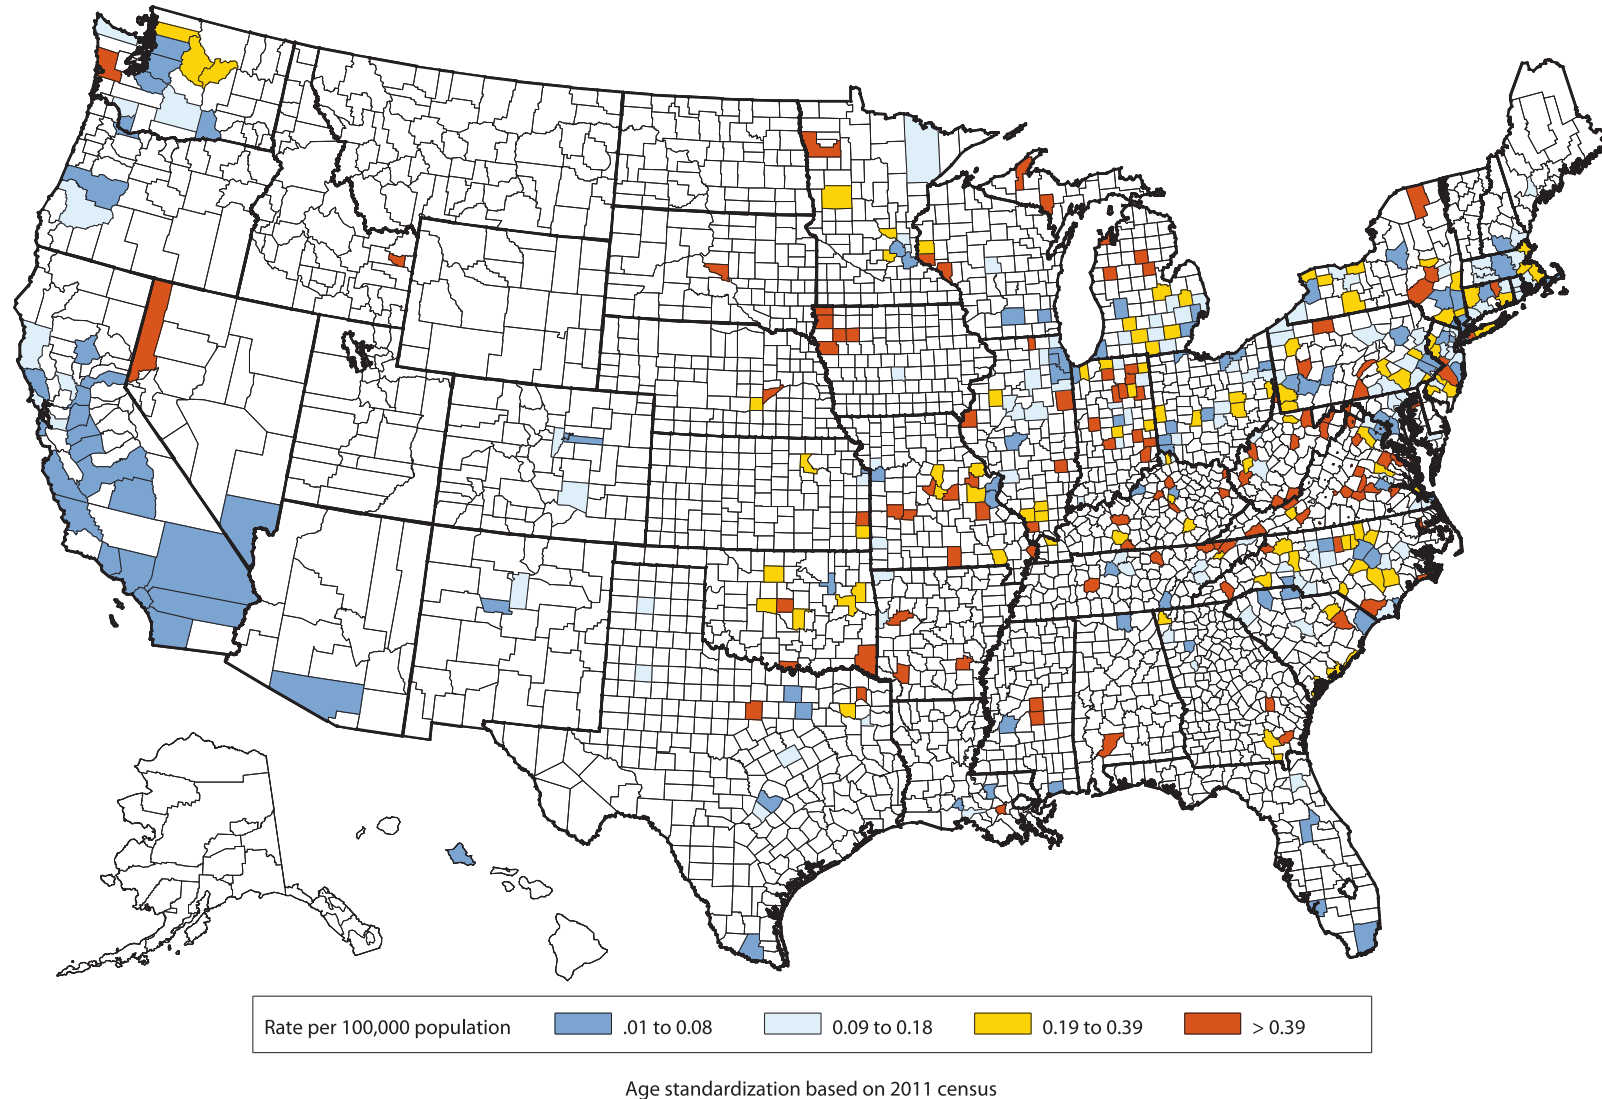 Rate per 100,000 population .01 to 0.08 0.09 to 0.18 0.19 to 0.39 > 0.39
Age standardization based on 2011 census